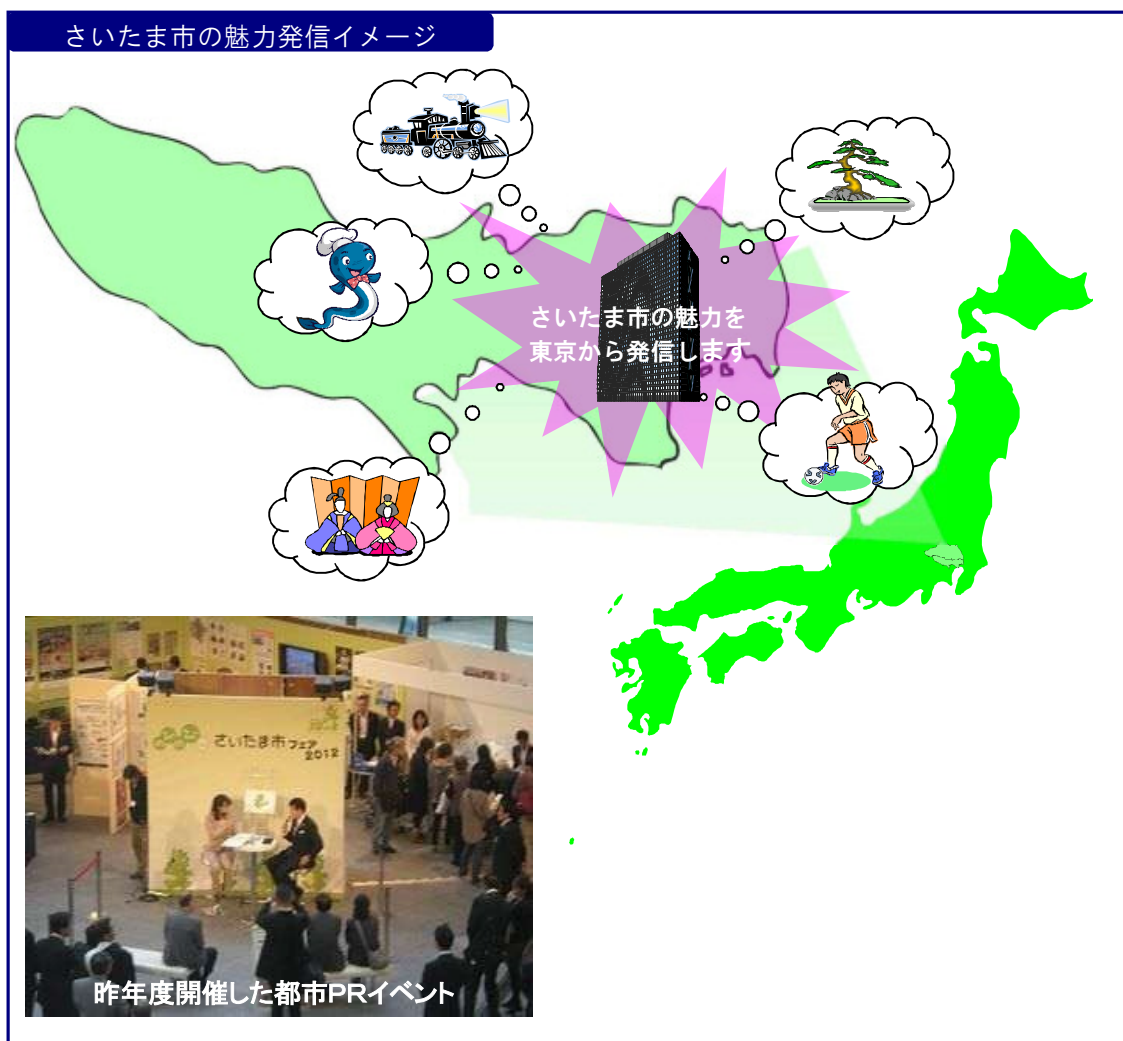 さいたま市の魅力発信イメージ
さいたま市の魅力を
東京から発信します
さいたま市フェア
2012
昨年度開催した都市PRイベント